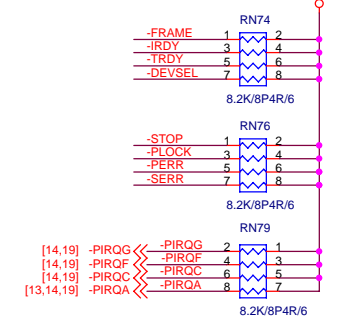 RN74
-FRAME 1 2
-IRDY 3 4
-TRDY 5 6
-DEVSEL 7 8
8.2K/8P4R/6
RN76
-STOP 1 2
-PLOCK 3 4
-PERR 5 6
-SERR 7 8
8.2K/8P4R/6
RN79
[14,19] -PIRQG -PIRQG 2 1
[14,19] -PIRQF -PIRQF 4 3
[14,19] -PIRQC -PIRQC 6 5
[13,14,19] -PIRQA -PIRQA 8 7
8.2K/8P4R/6